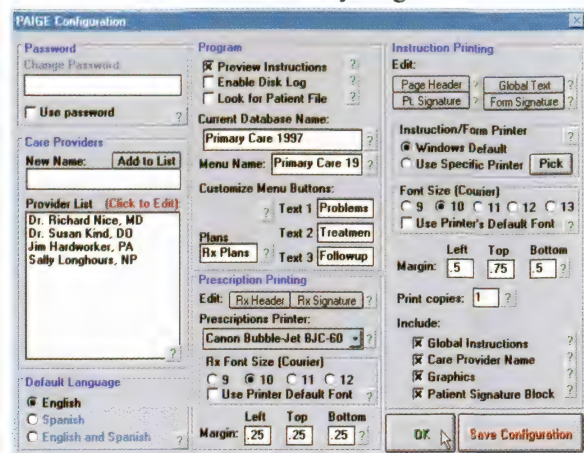 PAIGE Configuration
Password
Change Password
Use password
?
Care Providers
New Name:
Add to List
Provider List (Click to Edit)
Dr. Richard Nice, MD
Dr. Susan Kind, DO
Jim Hardworker, PA
Sally Longhours, NP
?
Default Language
English
Spanish
English and Spanish
?
Program
Preview Instructions ?
Enable Disk Log ?
Look for Patient File ?
Current Database Name:
Primary Care 1997 ?
Menu Name: Primary Care 19 ?
Customize Menu Buttons:
? Text 1 Problems
Plans Text 2 Treatmen
Rx Plans ? Text 3 Followup
Prescription Printing
Edit: Rx Header Rx Signature ?
Prescriptions Printer:
Canon Bubble-Jet BJC-60 ?
Rx Font Size (Courier)
9 10 11 12
Use Printer Default Font ?
Left Top Bottom
Margin: .25 .25 .25 ?
Instruction Printing
Edit:
Page Header ? Global Text ?
Pt. Signature ? Form Signature ?
Instruction/Form Printer ?
Windows Default
Use Specific Printer Pick
Font Size (Courier)
9 10 11 12 13
Use Printer's Default Font ?
Left Top Bottom
Margin: .5 .75 .5 ?
Print copies: 1 ?
Include:
Global Instructions ?
Care Provider Name ?
Graphics ?
Patient Signature Block ?
OK
Save Configuration